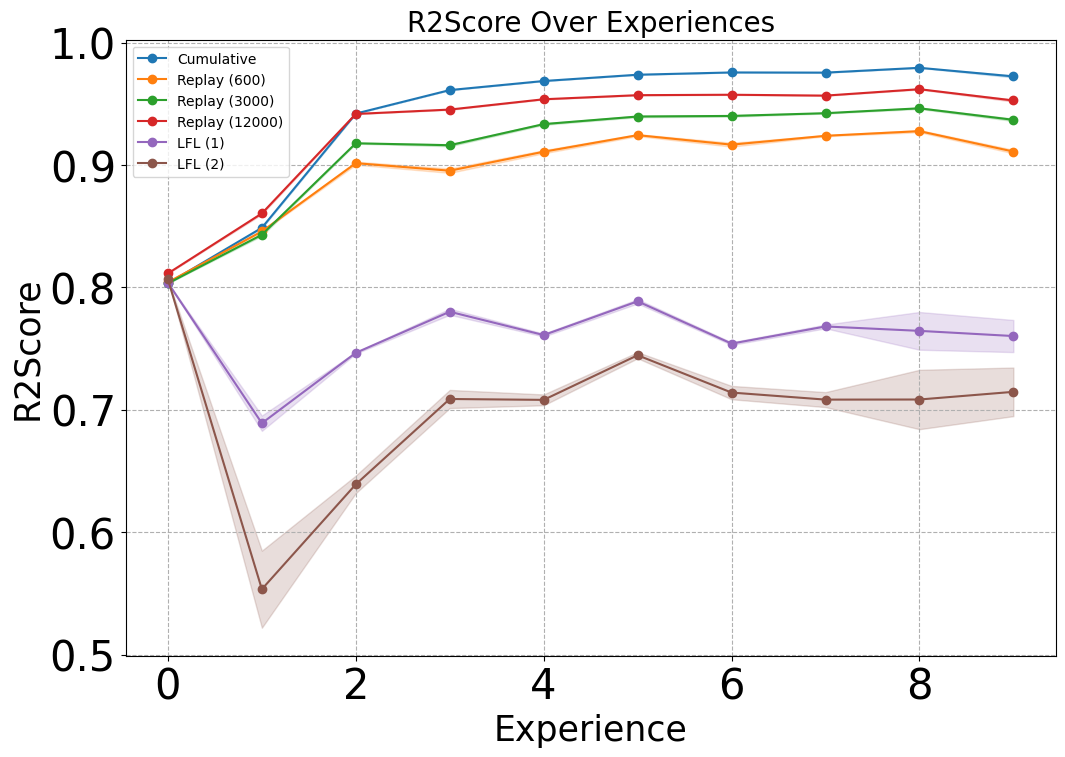 R2Score Over Experiences
1.0
0.9
0.8
0.7
0.6
0.5
R2Score
Cumulative
Replay (600)
Replay (3000)
Replay (12000)
LFL (1)
LFL (2)
0 2 4 6 8
Experience